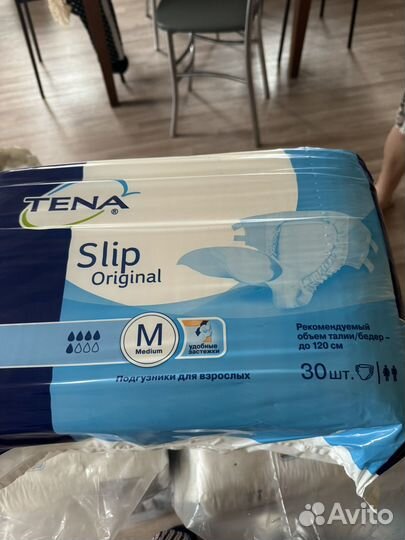 TENA®
Slip
Original
M
Medium
удобные
застежки
Рекомендуемый
объем талии/бедер -
до 120 см
Подгузники для взрослых
30 шт.
Avito